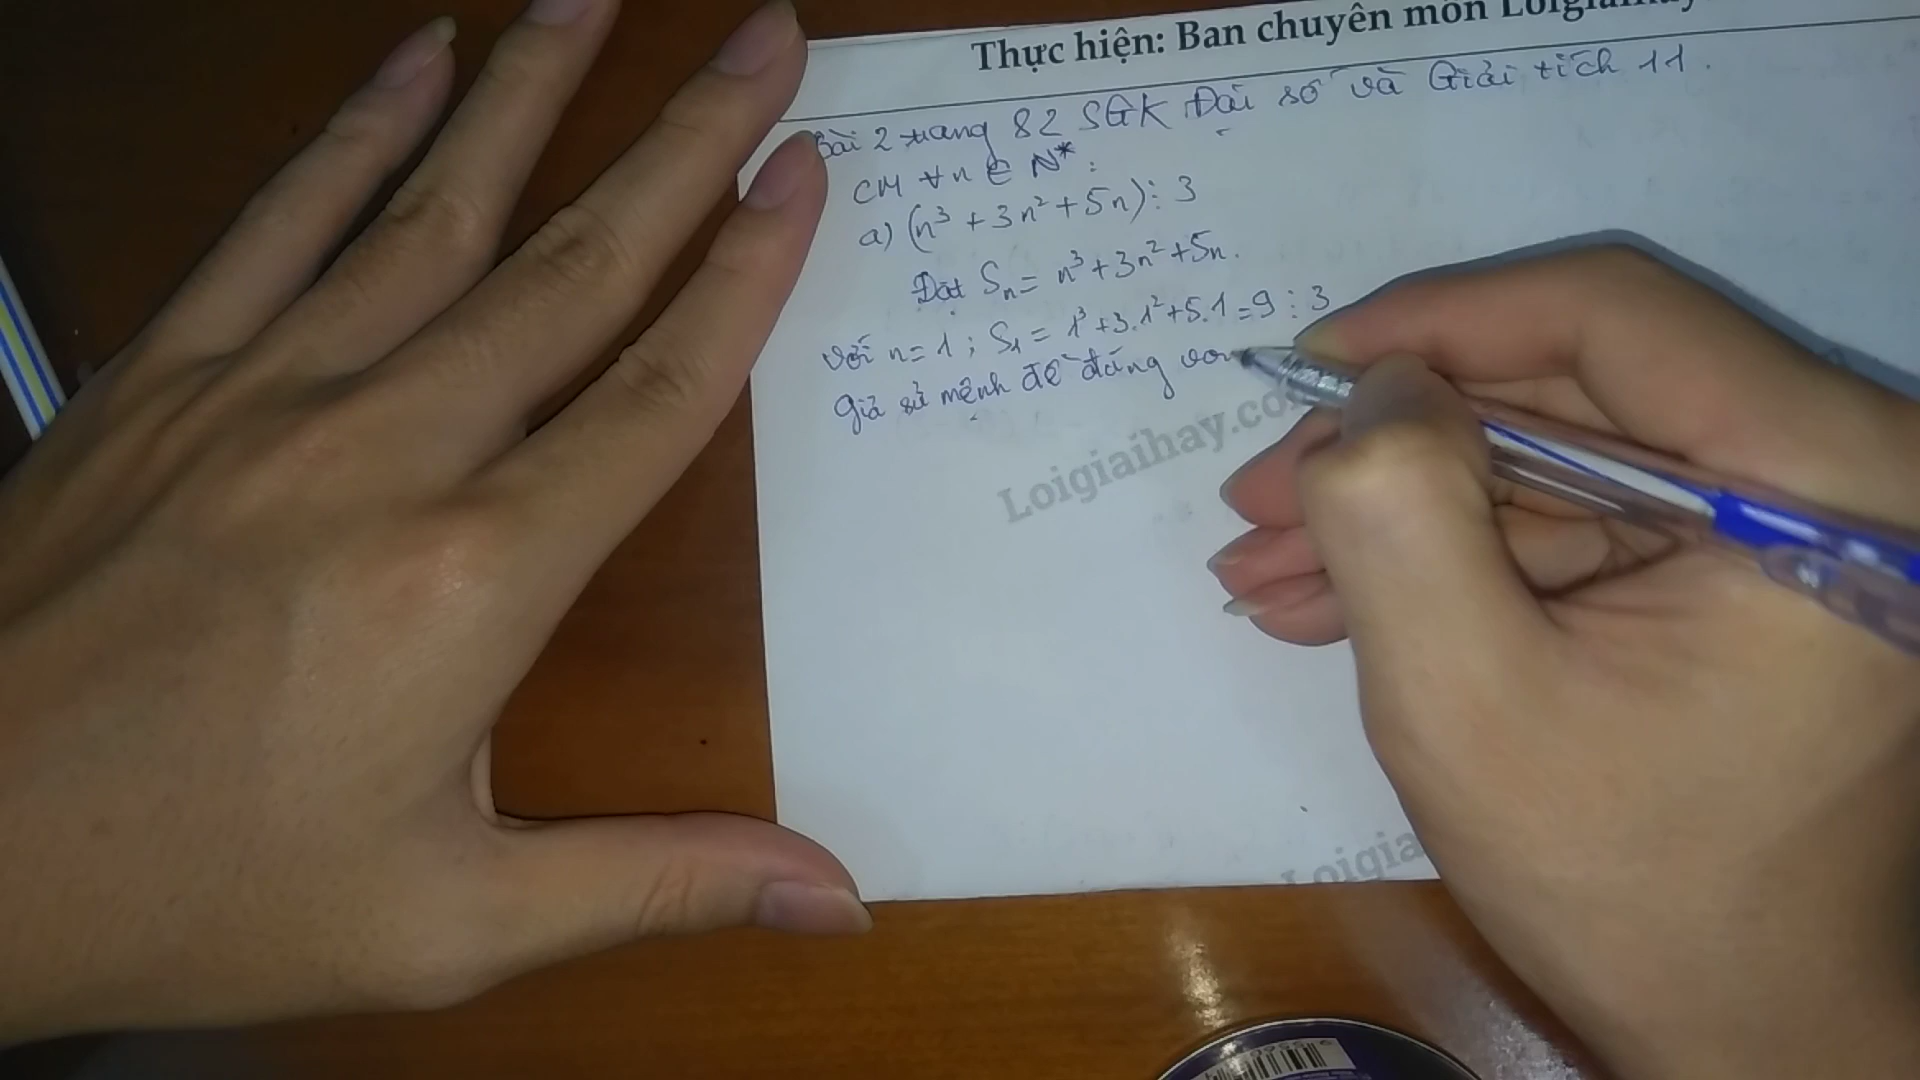 Thực hiện: Ban chuyên môn Loigiaihay
Bài 2 trang 82 SGK Đại số và Giải tích 11.
CM ∀n ∈ N* :
a) (n³ + 3n² + 5n) ⋮ 3
Đặt Sₙ = n³ + 3n² + 5n.
Với n = 1 ; S₁ = 1³ + 3.1² + 5.1 = 9 ⋮ 3
Giả sử mệnh đề đúng
Loigiaihay.co
Loigia